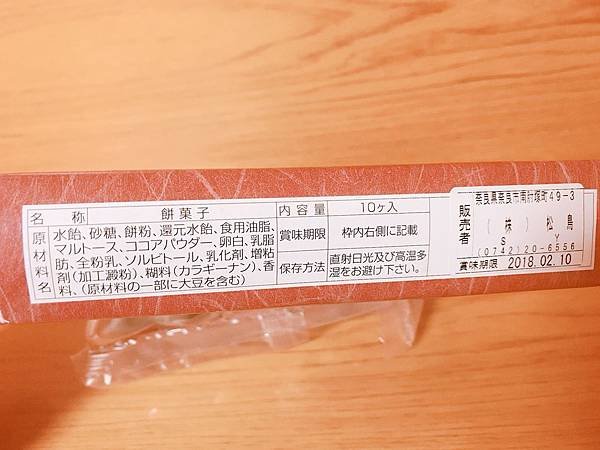 名称 餅菓子
原材料名 水飴、砂糖、餅粉、還元水飴、食用油脂、
マルトース、ココアパウダー、卵白、乳脂
肪、全粉乳、ソルビトール、乳化剤、増粘
剤(加工澱粉)、糊料(カラギーナン)、香
料、(原材料の一部に大豆を含む)
内容量 10ヶ入
賞味期限 枠内右側に記載
保存方法 直射日光及び高温多
湿をお避け下さい。
販売者
奈良県奈良市南肘塚町49-3
(株)松鳥
S Y
(0742)20-6556
賞味期限 2018.02.10